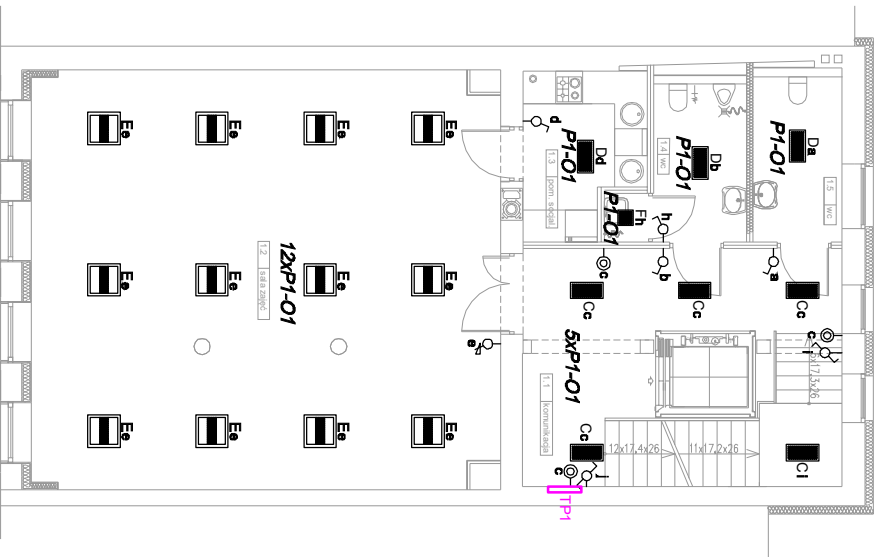 Ee
Ee
Ee
Ee
Ee
Ee
Ee
Ee
Ee
Ee
Ee
Ee
12xP1-O1
1.2 sala zajęć
e
d
Dd
P1-O1
1.3 pom. socjal
Db
P1-O1
1.4 wc
Da
P1-O1
1.5 wc
Fh
P1-O1
h
c
b
a
Cc
Cc
Cc
c
i
5xP1-O1
1.1 komunikacja
Cc
Ci
12x17,4x26
11x17,2x26
c
TP1